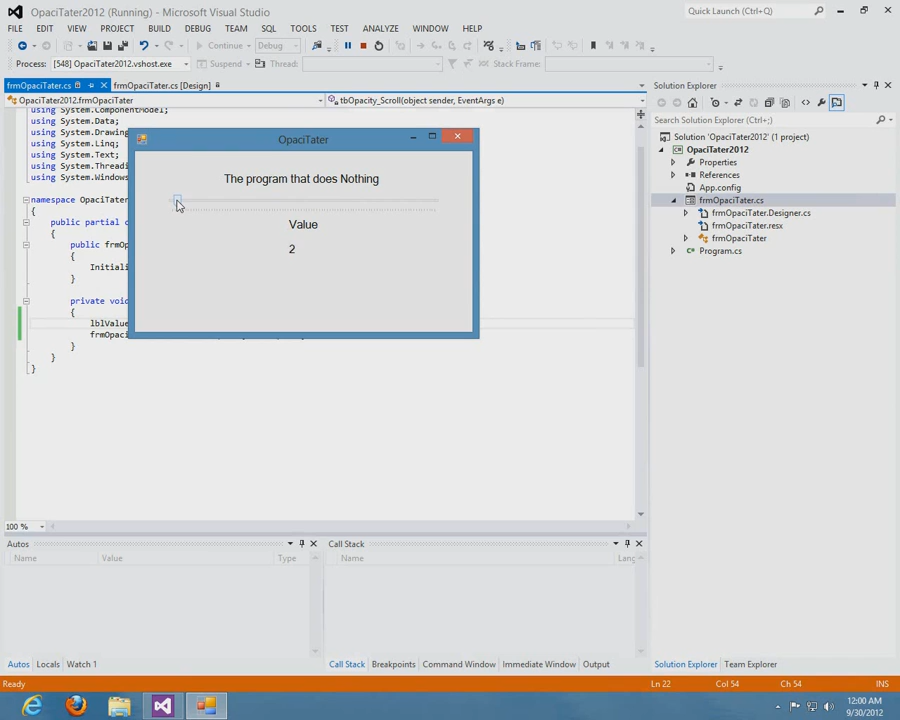 OpaciTater2012 (Running) - Microsoft Visual Studio
Quick Launch (Ctrl+Q)
FILE EDIT VIEW PROJECT BUILD DEBUG TEAM SQL TOOLS TEST ANALYZE WINDOW HELP
Continue Debug
Process: [548] OpaciTater2012.vshost.exe Suspend Thread: Stack Frame:
frmOpaciTater.cs frmOpaciTater.cs [Design]
Solution Explorer
OpaciTater2012.frmOpaciTater tbOpacity_Scroll(object sender, EventArgs e)
using System.ComponentModel;
using System.Data;
using System.Drawin
using System.Linq;
using System.Text;
using System.Threadi
using System.Windows
namespace OpaciTater
{
public partial c
{
public frmOp
{
Initiali
}
private void
{
lblValue
frmOpaci
}
}
}
OpaciTater
The program that does Nothing
Value
2
Search Solution Explorer (Ctrl+;)
Solution 'OpaciTater2012' (1 project)
OpaciTater2012
Properties
References
App.config
frmOpaciTater.cs
frmOpaciTater.Designer.cs
frmOpaciTater.resx
frmOpaciTater
Program.cs
100 %
Autos
Name Value Type
Call Stack
Name Lang
Autos Locals Watch 1
Call Stack Breakpoints Command Window Immediate Window Output
Solution Explorer Team Explorer
Ready Ln 22 Col 54 Ch 54 INS
12:00 AM
9/30/2012